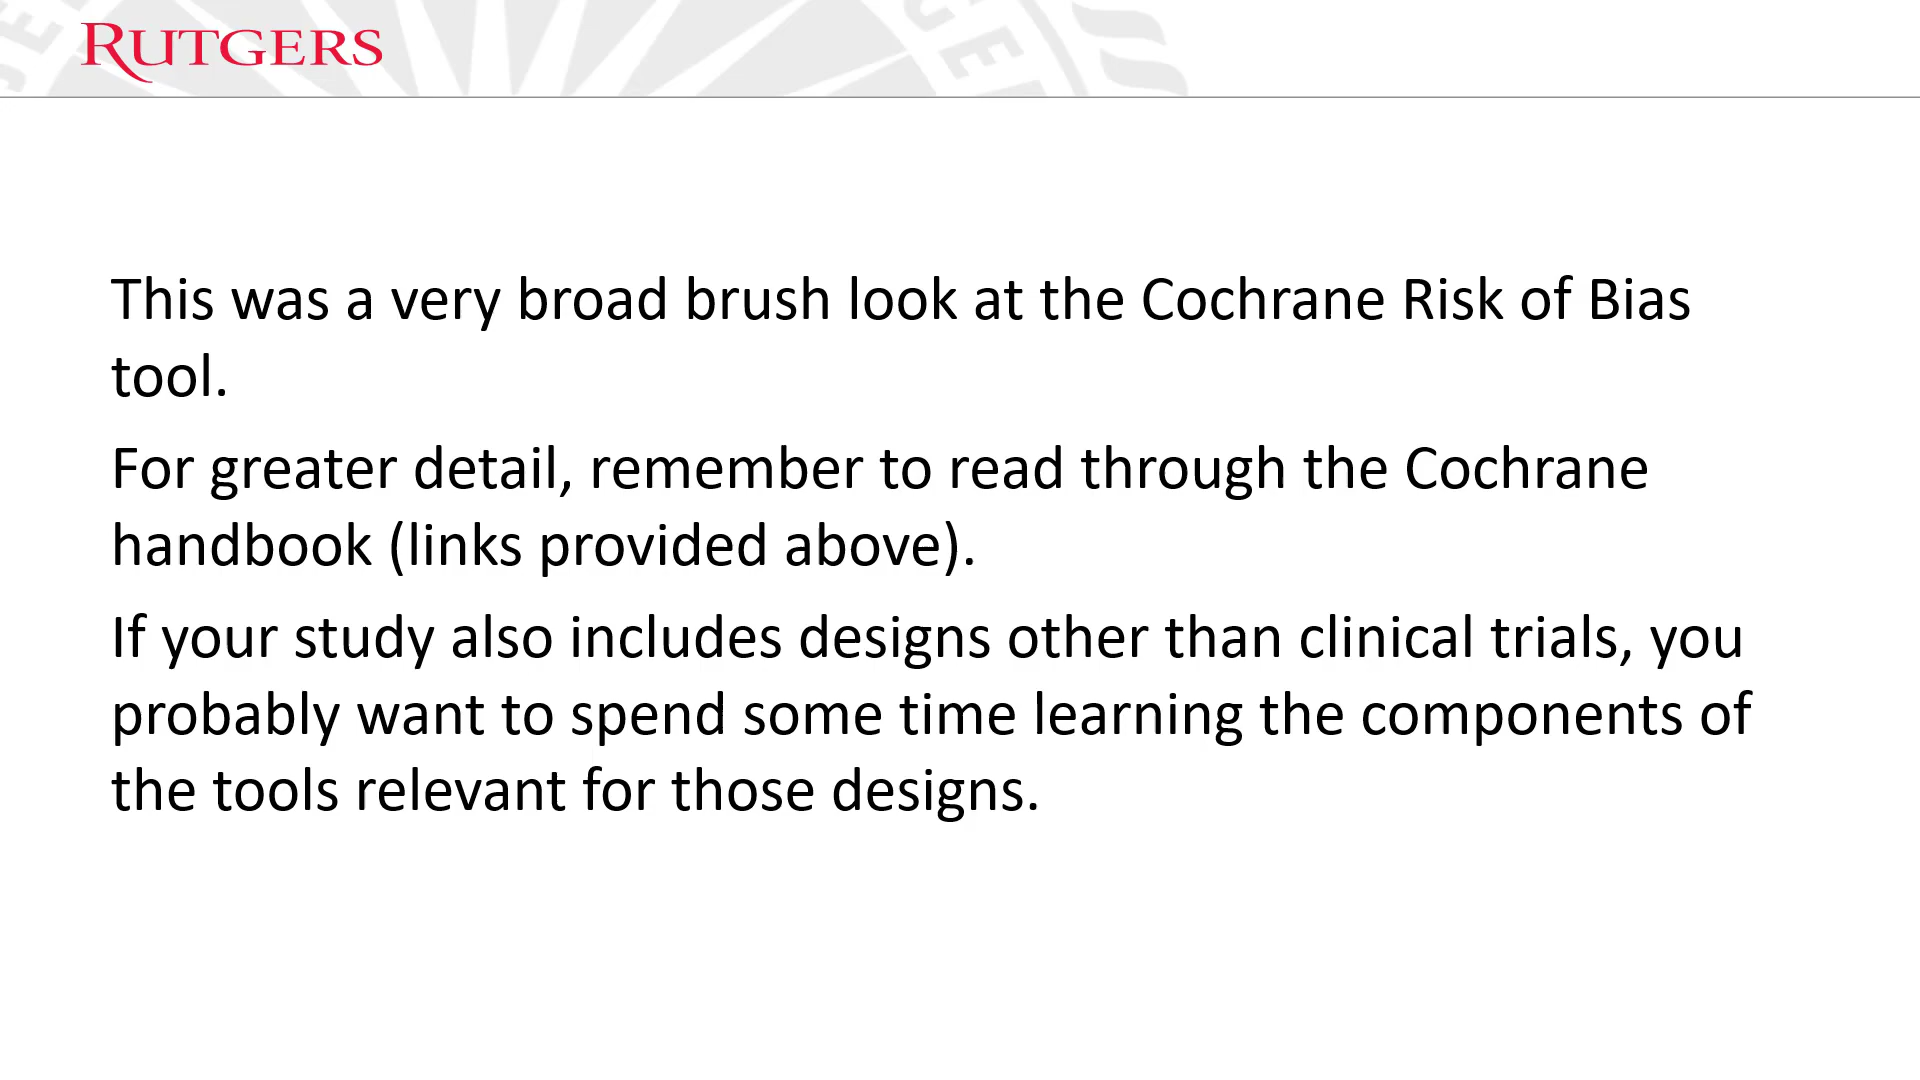 RUTGERS
This was a very broad brush look at the Cochrane Risk of Bias
tool.
For greater detail, remember to read through the Cochrane
handbook (links provided above).
If your study also includes designs other than clinical trials, you
probably want to spend some time learning the components of
the tools relevant for those designs.